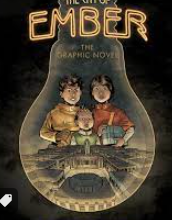 THE CITY OF
EMBER
THE
GRAPHIC NOVEL